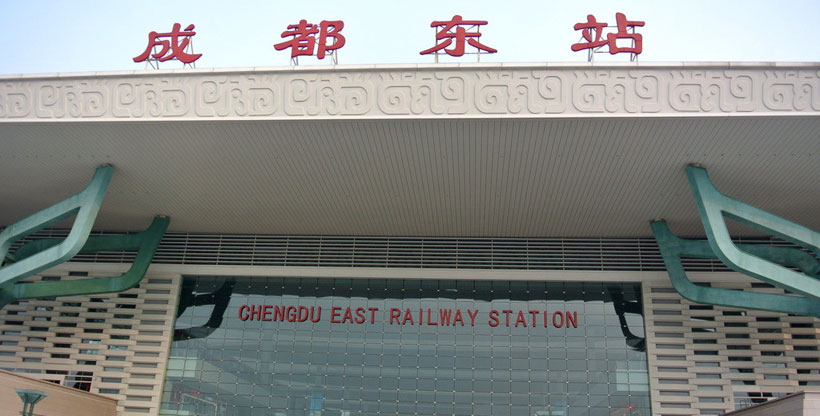 成都东站
CHENGDU EAST RAILWAY STATION